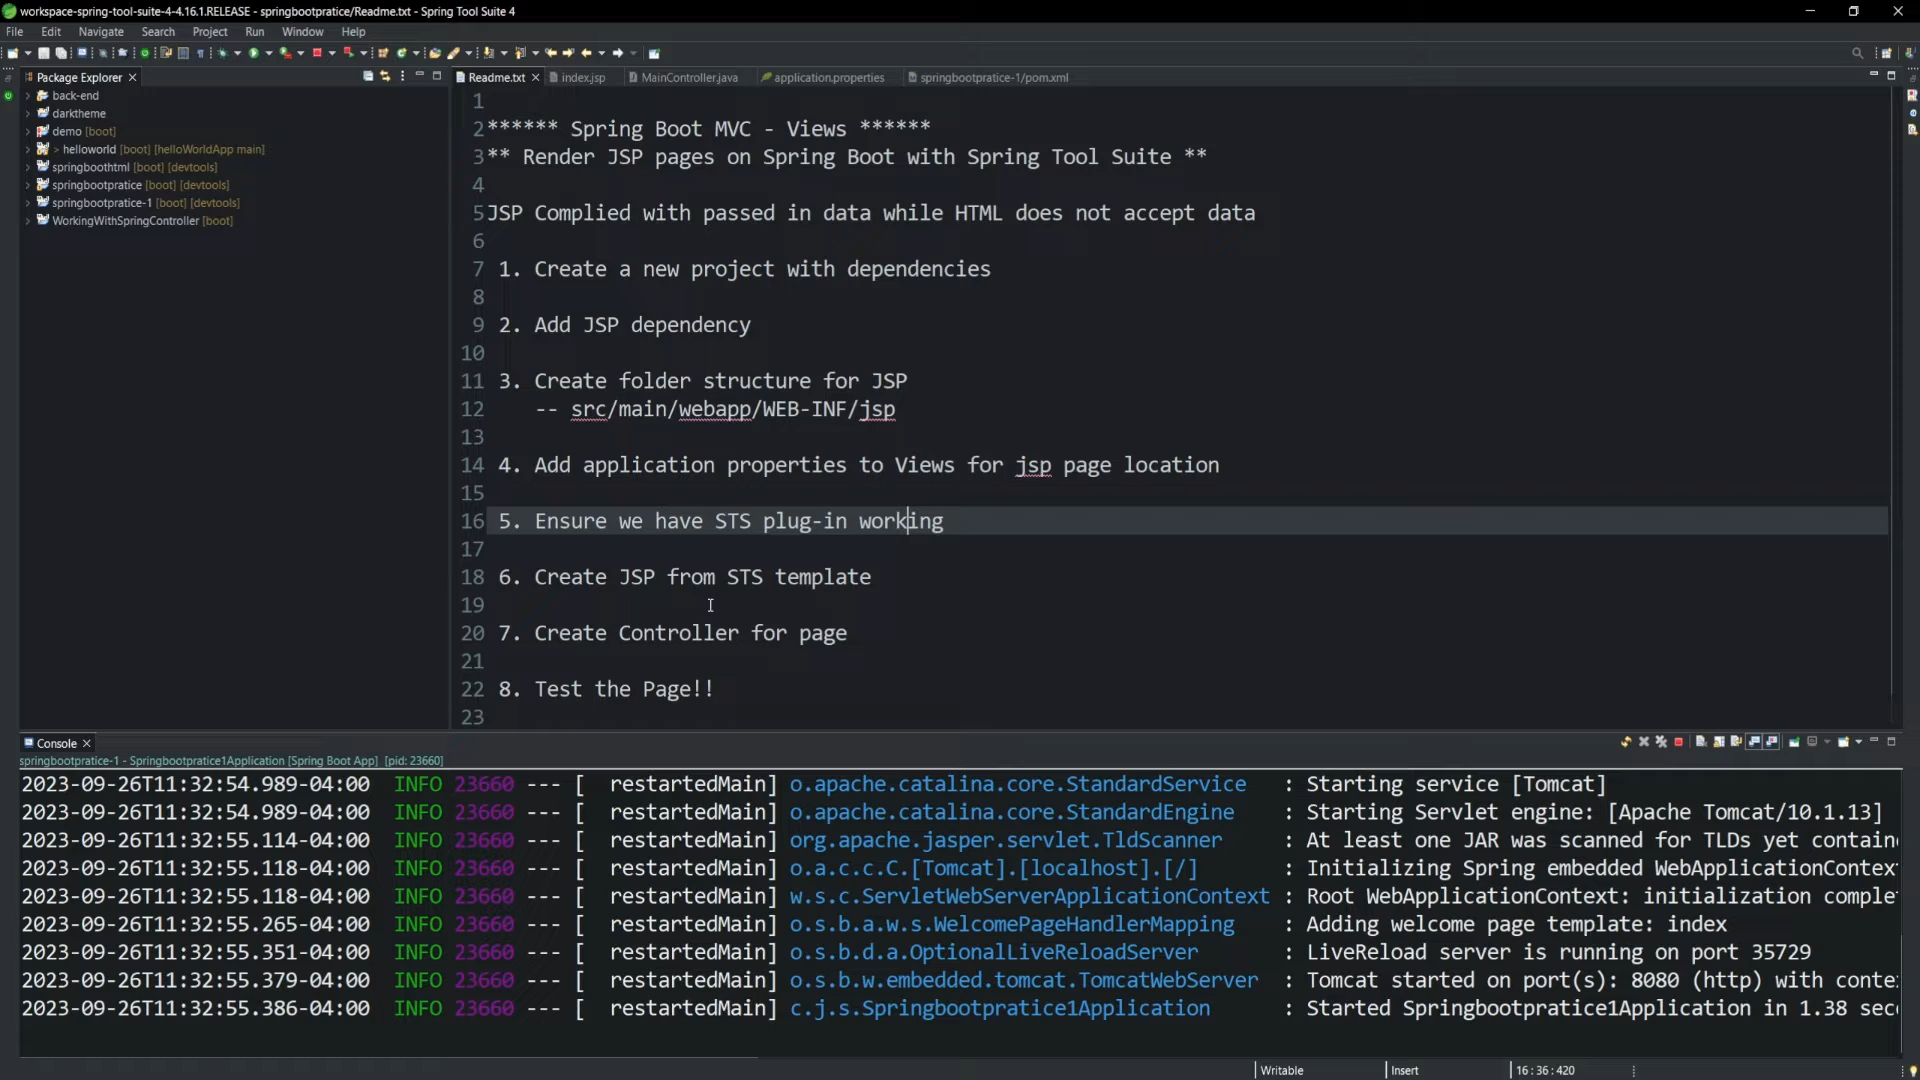 workspace-spring-tool-suite-4-4.16.1.RELEASE - springbootpratice/Readme.txt - Spring Tool Suite 4
File Edit Navigate Search Project Run Window Help
Package Explorer
back-end
darktheme
demo [boot]
> helloworld [boot] [helloWorldApp main]
springboothtml [boot] [devtools]
springbootpratice [boot] [devtools]
springbootpratice-1 [boot] [devtools]
WorkingWithSpringController [boot]
Readme.txt index.jsp MainController.java application.properties springbootpratice-1/pom.xml
1
2 ****** Spring Boot MVC - Views ******
3 ** Render JSP pages on Spring Boot with Spring Tool Suite **
4
5 JSP Complied with passed in data while HTML does not accept data
6
7 1. Create a new project with dependencies
8
9 2. Add JSP dependency
10
11 3. Create folder structure for JSP
12 -- src/main/webapp/WEB-INF/jsp
13
14 4. Add application properties to Views for jsp page location
15
16 5. Ensure we have STS plug-in working
17
18 6. Create JSP from STS template
19
20 7. Create Controller for page
21
22 8. Test the Page!!
23
Console
springbootpratice-1 - Springbootpratice1Application [Spring Boot App] [pid: 23660]
2023-09-26T11:32:54.989-04:00 INFO 23660 --- [ restartedMain] o.apache.catalina.core.StandardService : Starting service [Tomcat]
2023-09-26T11:32:54.989-04:00 INFO 23660 --- [ restartedMain] o.apache.catalina.core.StandardEngine : Starting Servlet engine: [Apache Tomcat/10.1.13]
2023-09-26T11:32:55.114-04:00 INFO 23660 --- [ restartedMain] org.apache.jasper.servlet.TldScanner : At least one JAR was scanned for TLDs yet contain
2023-09-26T11:32:55.118-04:00 INFO 23660 --- [ restartedMain] o.a.c.c.C.[Tomcat].[localhost].[/] : Initializing Spring embedded WebApplicationContex
2023-09-26T11:32:55.118-04:00 INFO 23660 --- [ restartedMain] w.s.c.ServletWebServerApplicationContext : Root WebApplicationContext: initialization comple
2023-09-26T11:32:55.265-04:00 INFO 23660 --- [ restartedMain] o.s.b.a.w.s.WelcomePageHandlerMapping : Adding welcome page template: index
2023-09-26T11:32:55.351-04:00 INFO 23660 --- [ restartedMain] o.s.b.d.a.OptionalLiveReloadServer : LiveReload server is running on port 35729
2023-09-26T11:32:55.379-04:00 INFO 23660 --- [ restartedMain] o.s.b.w.embedded.tomcat.TomcatWebServer : Tomcat started on port(s): 8080 (http) with conte
2023-09-26T11:32:55.386-04:00 INFO 23660 --- [ restartedMain] c.j.s.Springbootpratice1Application : Started Springbootpratice1Application in 1.38 sec
Writable Insert 16:36:420